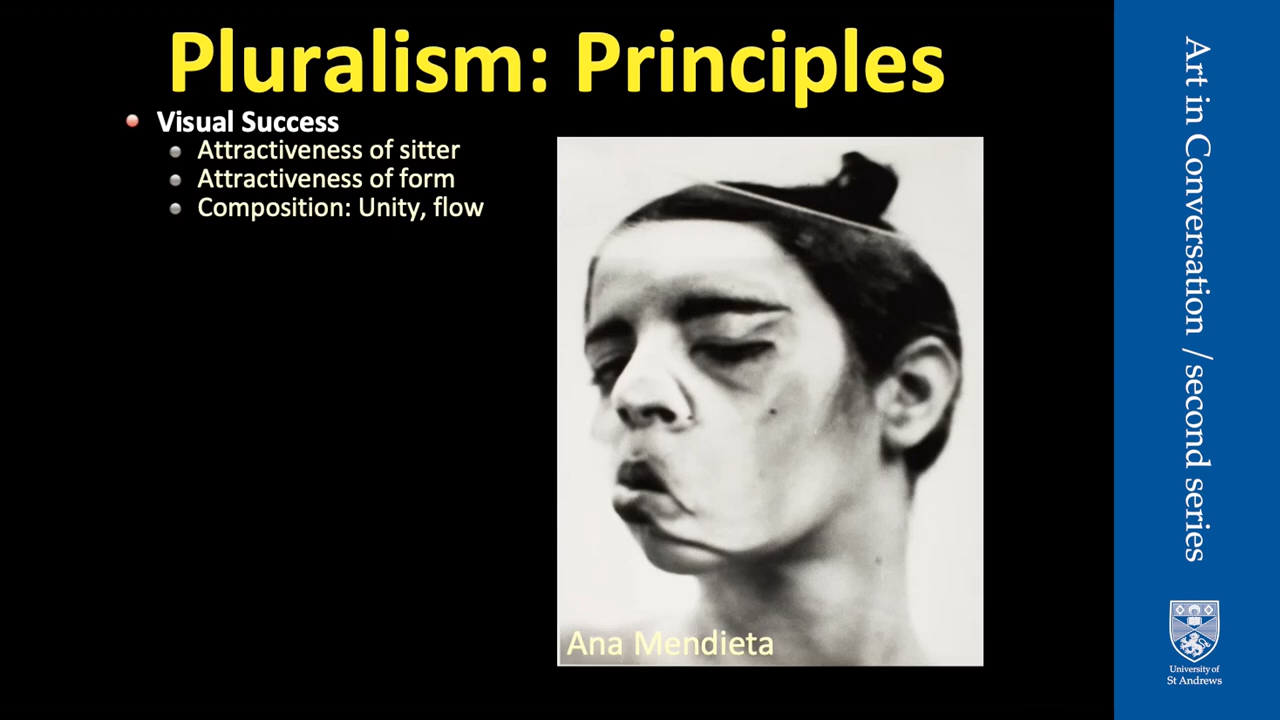 Pluralism: Principles
Visual Success
Attractiveness of sitter
Attractiveness of form
Composition: Unity, flow
Ana Mendieta
Art in Conversation / second series
University of
St Andrews